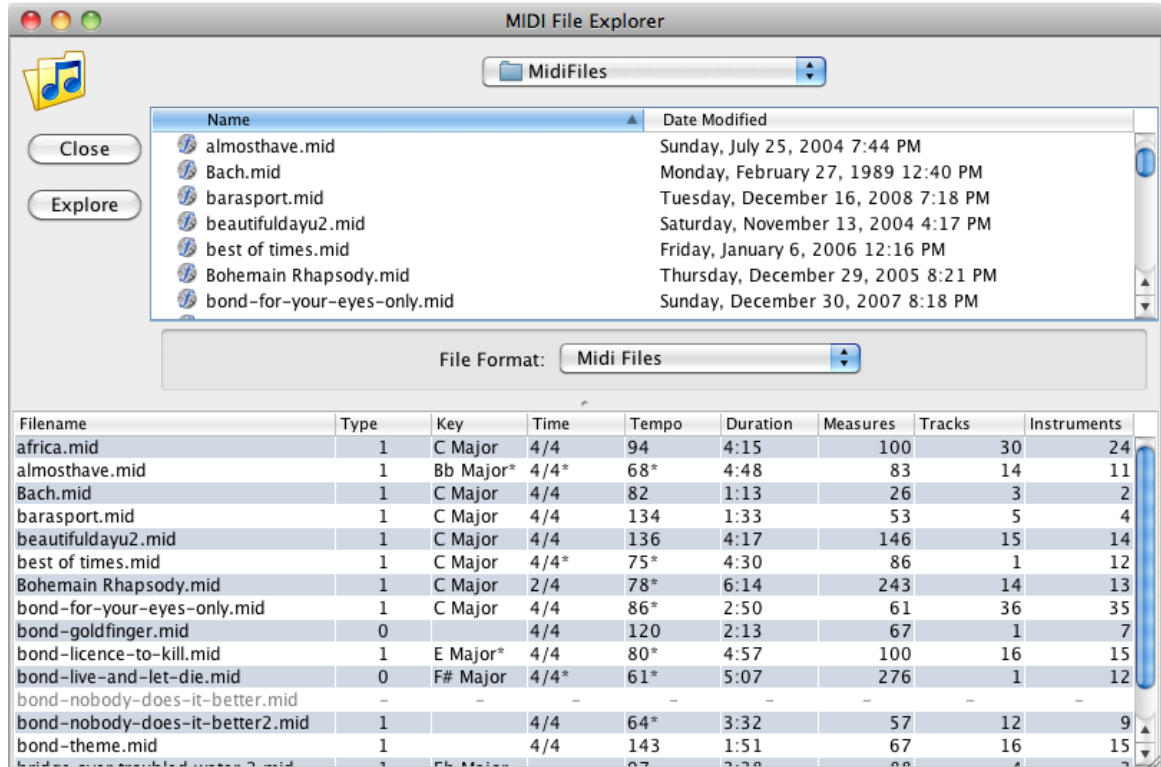 MIDI File Explorer
MidiFiles
Close
Explore
Name Date Modified
almosthave.mid Sunday, July 25, 2004 7:44 PM
Bach.mid Monday, February 27, 1989 12:40 PM
barasport.mid Tuesday, December 16, 2008 7:18 PM
beautifuldayu2.mid Saturday, November 13, 2004 4:17 PM
best of times.mid Friday, January 6, 2006 12:16 PM
Bohemain Rhapsody.mid Thursday, December 29, 2005 8:21 PM
bond-for-your-eyes-only.mid Sunday, December 30, 2007 8:18 PM
File Format: Midi Files
Filename Type Key Time Tempo Duration Measures Tracks Instruments
africa.mid 1 C Major 4/4 94 4:15 100 30 24
almosthave.mid 1 Bb Major* 4/4* 68* 4:48 83 14 11
Bach.mid 1 C Major 4/4 82 1:13 26 3 2
barasport.mid 1 C Major 4/4 134 1:33 53 5 4
beautifuldayu2.mid 1 C Major 4/4 136 4:17 146 15 14
best of times.mid 1 C Major 4/4* 75* 4:30 86 1 12
Bohemain Rhapsody.mid 1 C Major 2/4 78* 6:14 243 14 13
bond-for-your-eyes-only.mid 1 C Major 4/4 86* 2:50 61 36 35
bond-goldfinger.mid 0 4/4 120 2:13 67 1 7
bond-licence-to-kill.mid 1 E Major* 4/4 80* 4:57 100 16 15
bond-live-and-let-die.mid 0 F# Major 4/4* 61* 5:07 276 1 12
bond-nobody-does-it-better.mid – – – – – – – –
bond-nobody-does-it-better2.mid 1 4/4 64* 3:32 57 12 9
bond-theme.mid 1 4/4 143 1:51 67 16 15